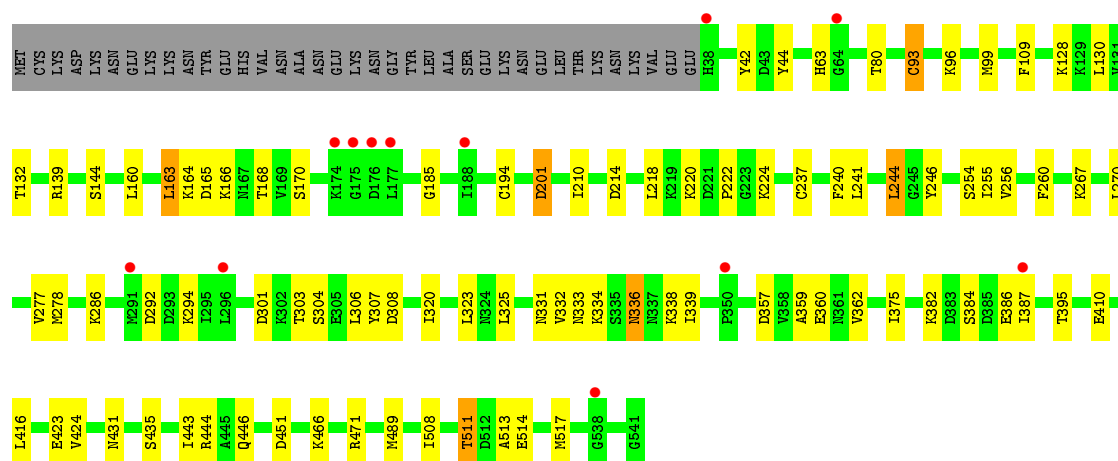 MET CYS LYS ASP LYS ASN GLU LYS LYS ASN TYR GLU HIS VAL ASN ALA ASN GLU LYS ASN GLY TYR LEU ALA SER GLU LYS ASN GLU LEU THR LYS ASN LYS VAL GLU GLU H38 Y42 D43 Y44 H63 G64 T80 C93 K96 M99 F109 K128 K129 L130 V131
T132 R139 S144 L160 L163 K164 D165 K166 N167 T168 V169 S170 K174 G175 D176 L177 G185 I188 C194 D201 I210 D214 L218 K219 K220 D221 P222 G223 K224 C237 F240 L241 L244 G245 Y246 S254 I255 V256 F260 K267 L270
V277 M278 K286 M291 D292 D293 K294 I295 L296 D301 K302 T303 S304 E305 L306 Y307 D308 I320 L323 N324 L325 N331 V332 N333 K334 S335 N336 N337 K338 I339 P350 D357 V358 A359 E360 N361 V362 I375 K382 D383 S384 D385 E386 I387 T395 E410
L416 E423 V424 N431 S435 I443 R444 A445 Q446 D451 K466 R471 M489 I508 T511 D512 A513 E514 M517 G538 G541